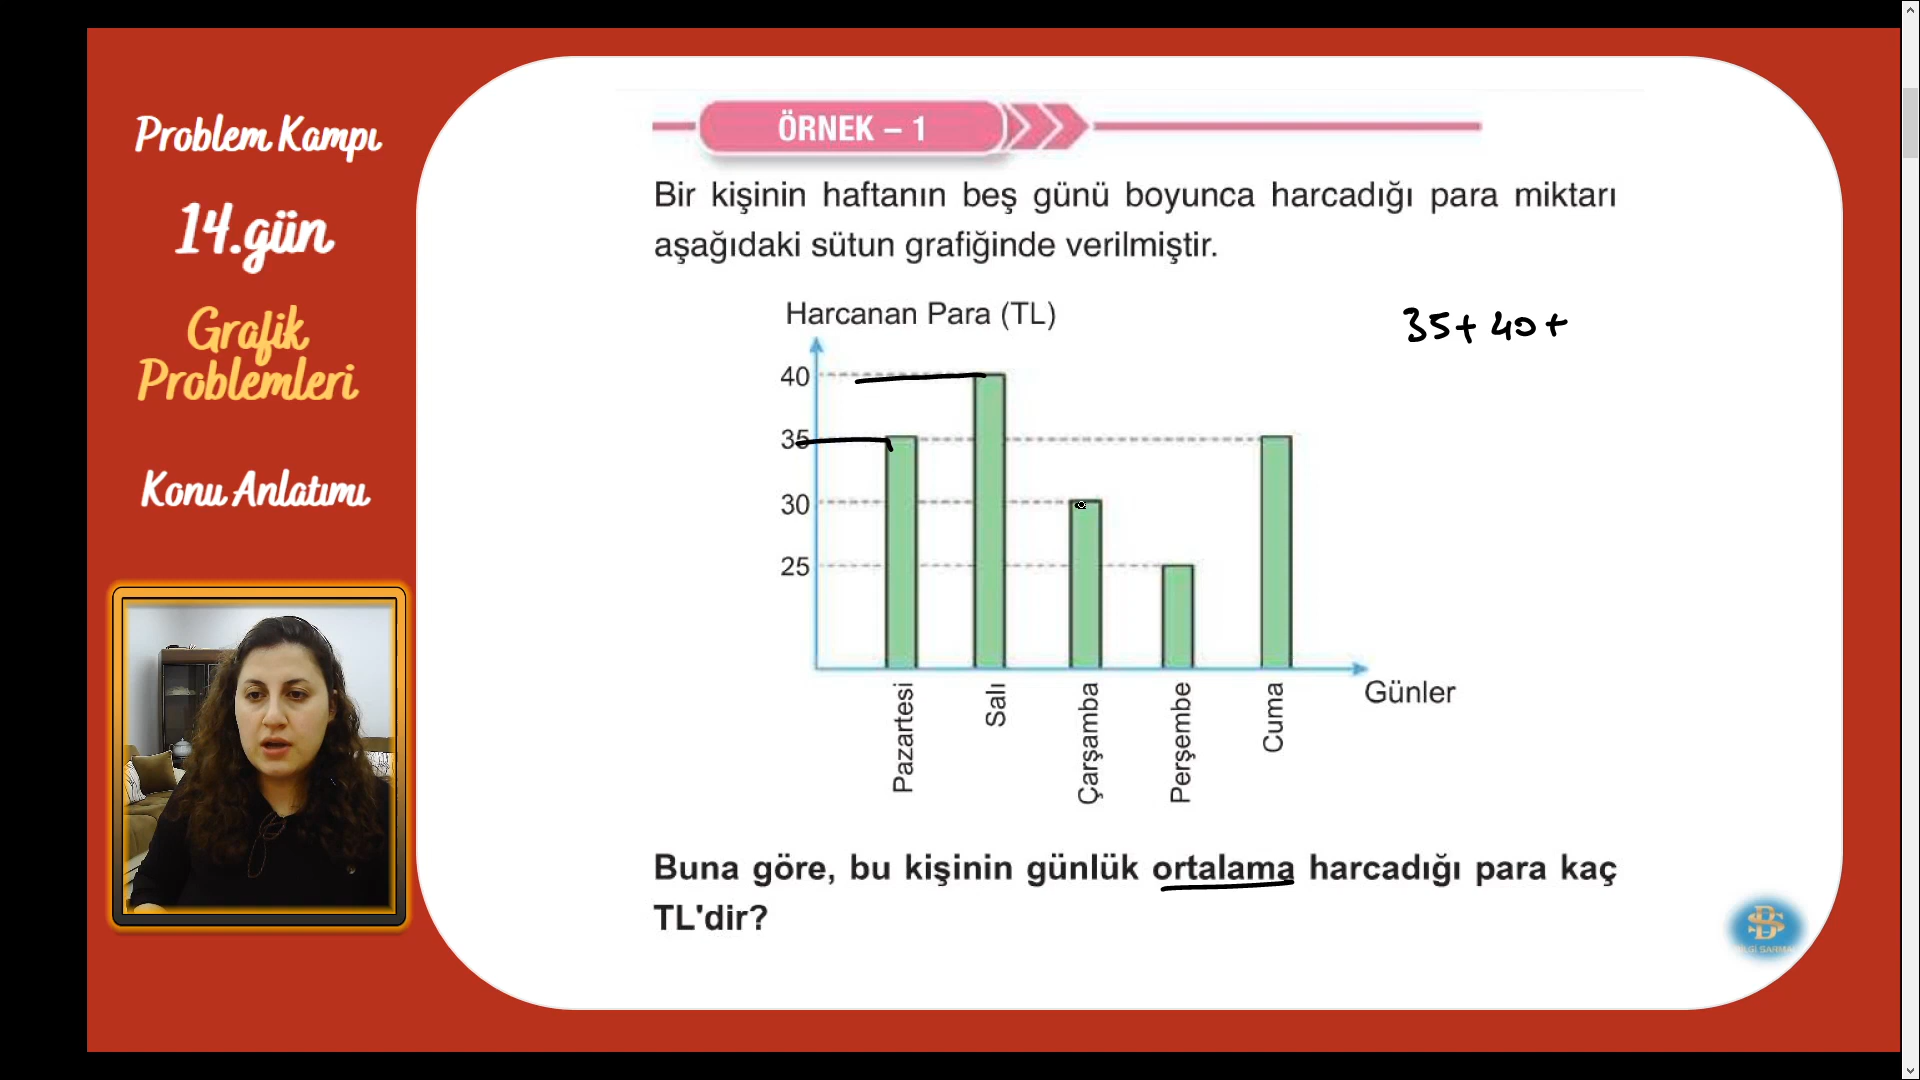 Problem Kampı
14.gün
Grafik
Problemleri
Konu Anlatımı
ÖRNEK – 1
Bir kişinin haftanın beş günü boyunca harcadığı para miktarı
aşağıdaki sütun grafiğinde verilmiştir.
Harcanan Para (TL)
35+ 40+
40
35
30
25
Pazartesi
Salı
Çarşamba
Perşembe
Cuma
Günler
Buna göre, bu kişinin günlük ortalama harcadığı para kaç
TL'dir?